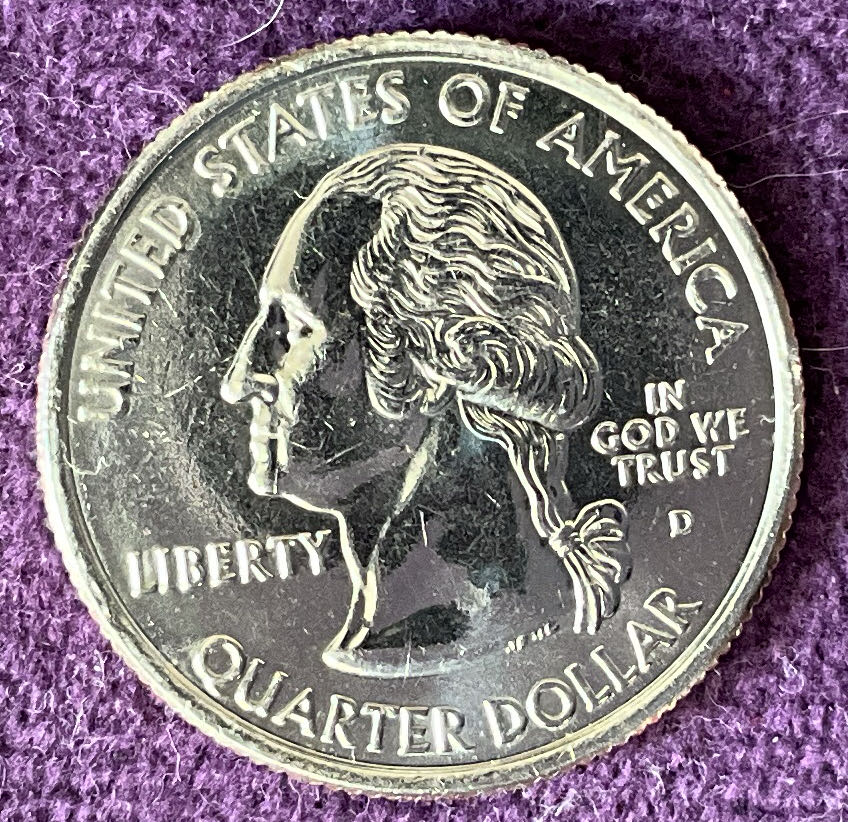 UNITED STATES OF AMERICA
IN
GOD WE
TRUST
D
LIBERTY
QUARTER DOLLAR